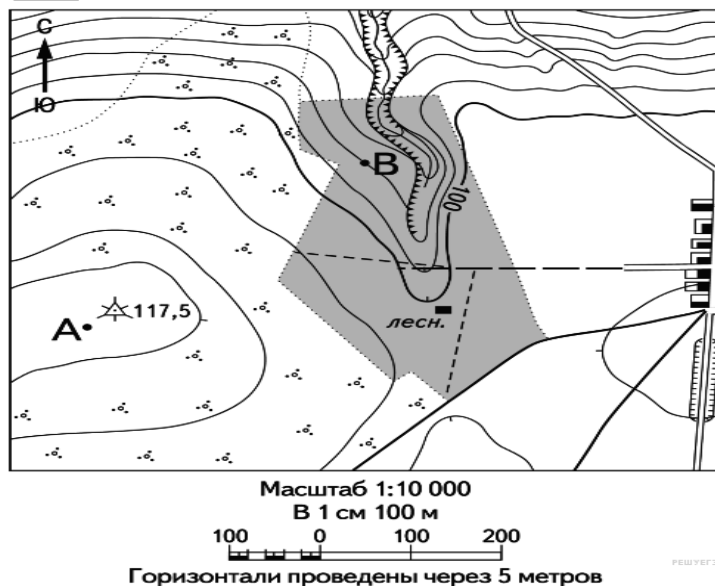 С
Ю
В
100
117,5
А
лесн.
Масштаб 1:10 000
В 1 см 100 м
100 0 100 200
Горизонтали проведены через 5 метров